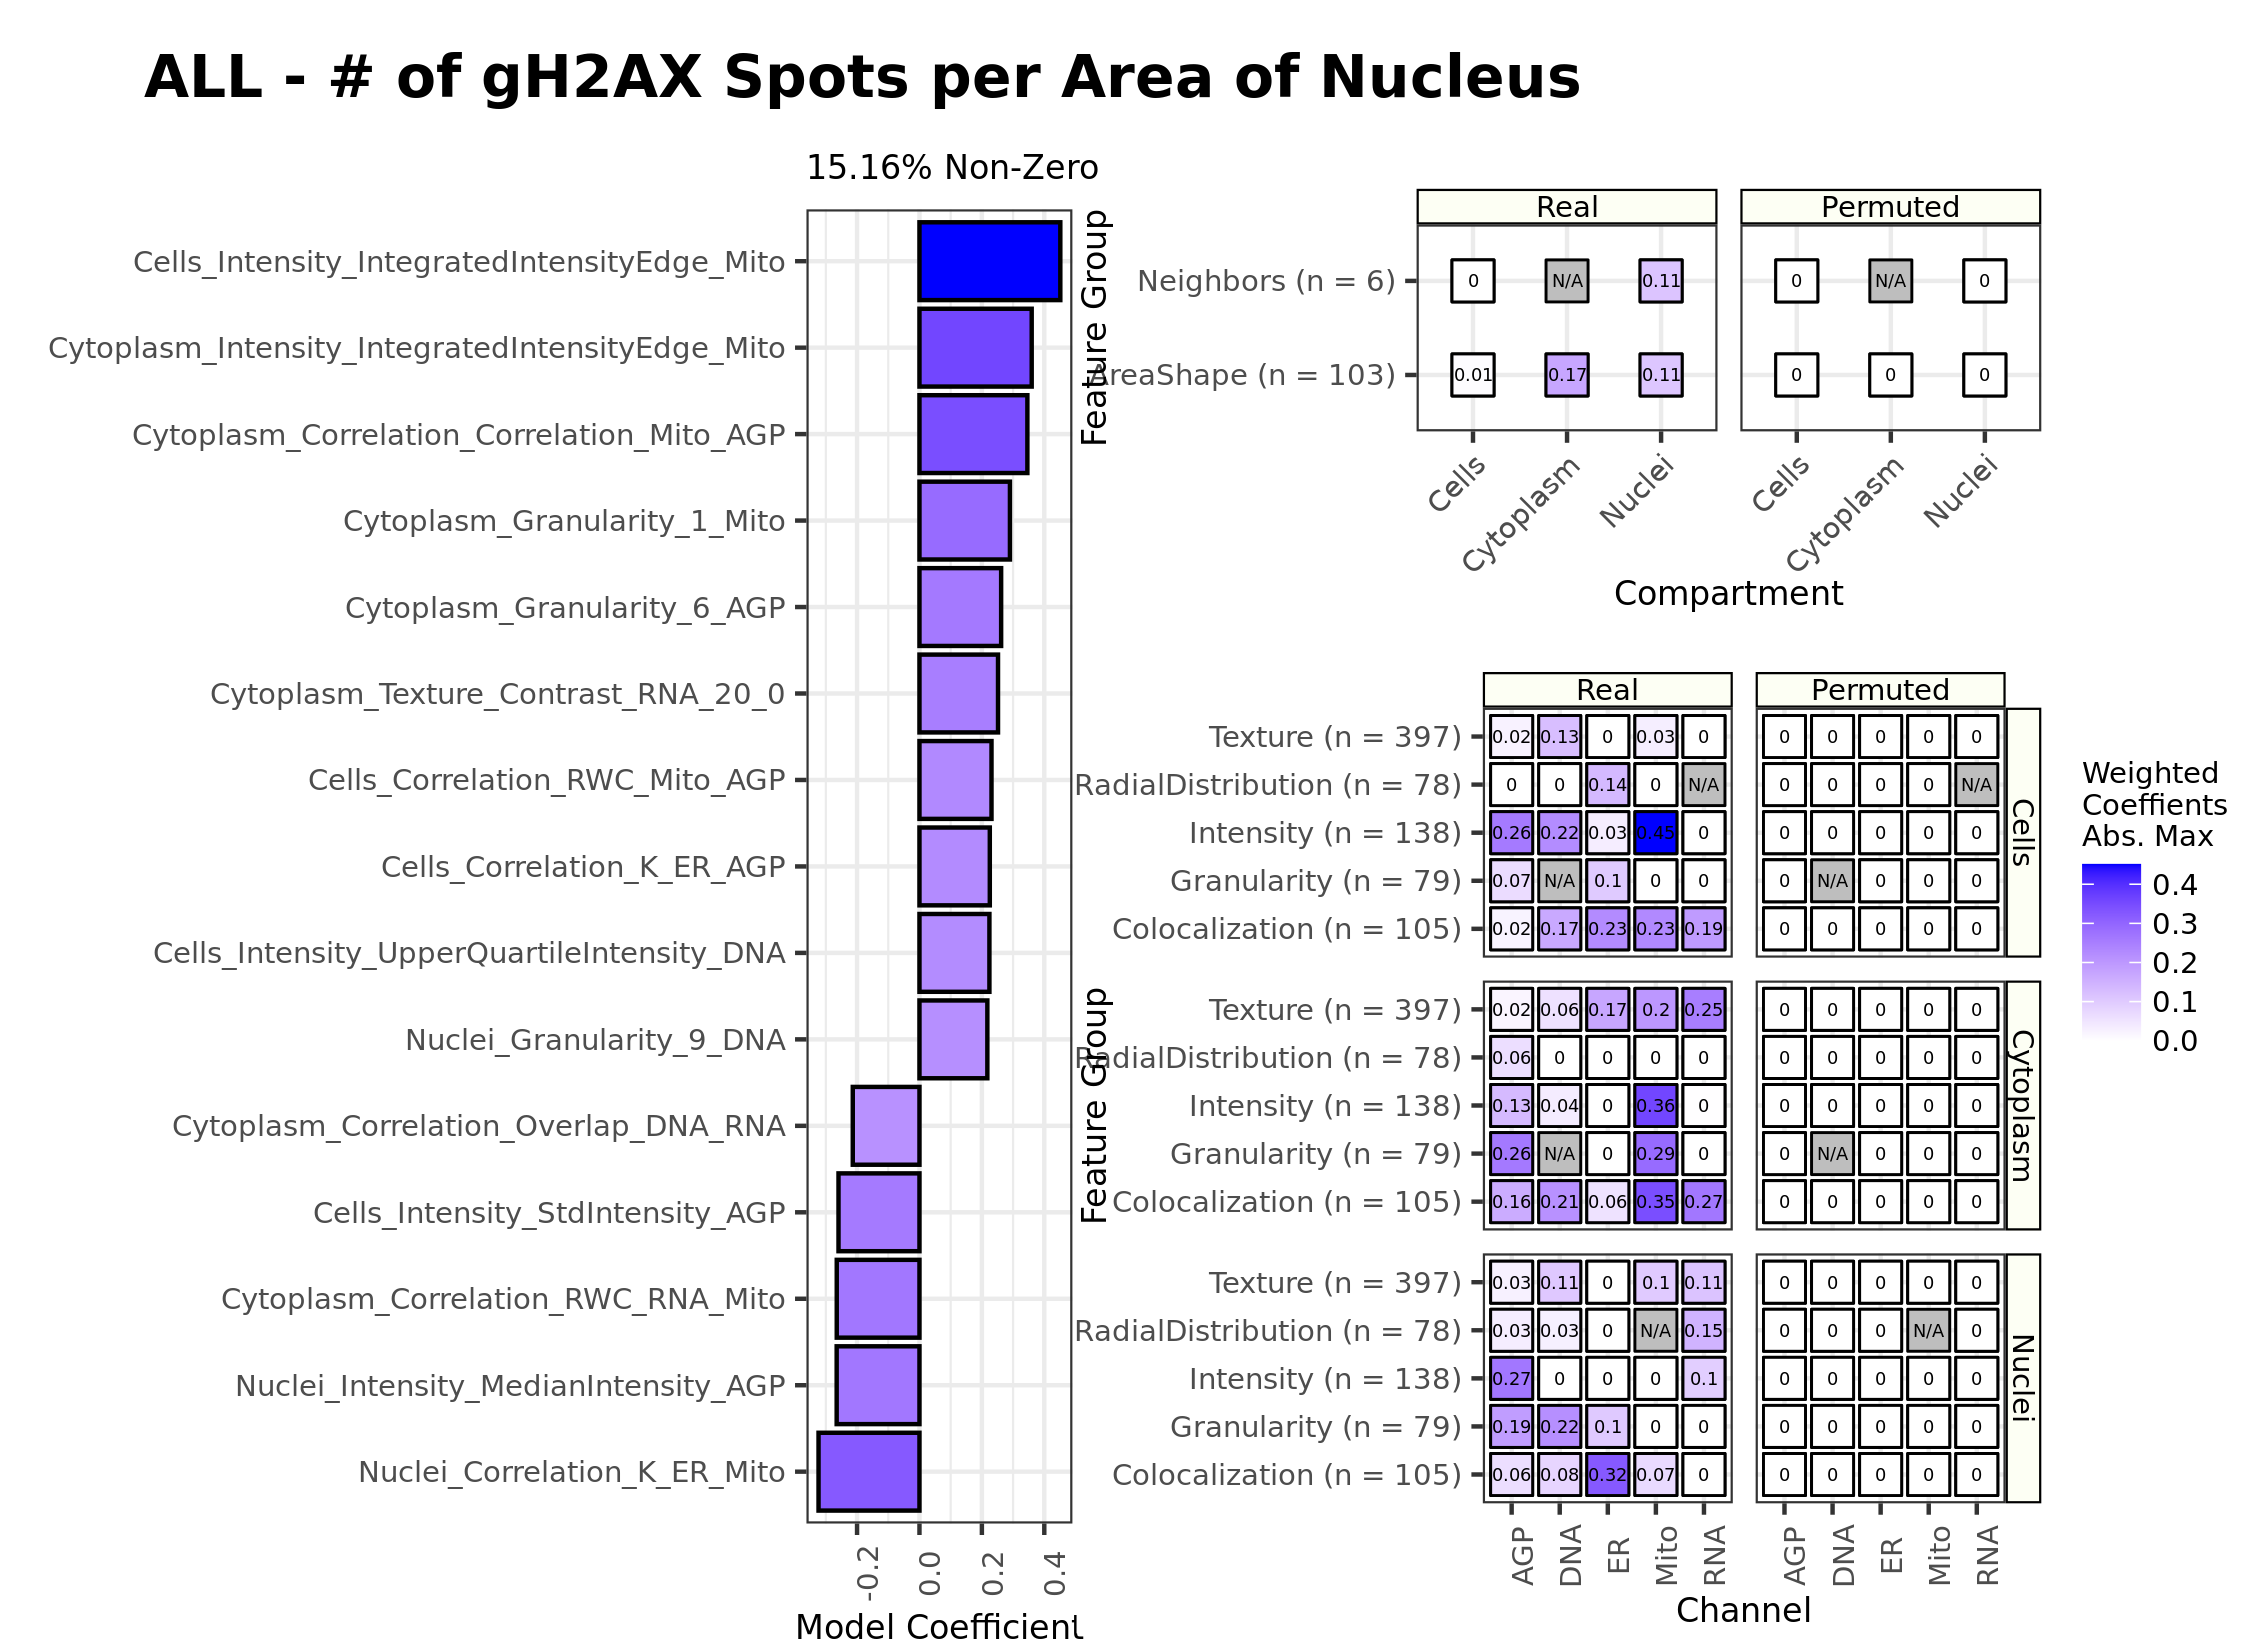 ALL - # of gH2AX Spots per Area of Nucleus
15.16% Non-Zero
Cells_Intensity_IntegratedIntensityEdge_Mito
Cytoplasm_Intensity_IntegratedIntensityEdge_Mito
Cytoplasm_Correlation_Correlation_Mito_AGP
Cytoplasm_Granularity_1_Mito
Cytoplasm_Granularity_6_AGP
Cytoplasm_Texture_Contrast_RNA_20_0
Cells_Correlation_RWC_Mito_AGP
Cells_Correlation_K_ER_AGP
Cells_Intensity_UpperQuartileIntensity_DNA
Nuclei_Granularity_9_DNA
Cytoplasm_Correlation_Overlap_DNA_RNA
Cells_Intensity_StdIntensity_AGP
Cytoplasm_Correlation_RWC_RNA_Mito
Nuclei_Intensity_MedianIntensity_AGP
Nuclei_Correlation_K_ER_Mito
-0.2 0.0 0.2 0.4
Model Coefficient
Feature Group
Real Permuted
Neighbors (n = 6) 0 N/A 0.11 0 N/A 0
AreaShape (n = 103) 0.01 0.17 0.11 0 0 0
Cells Cytoplasm Nuclei Cells Cytoplasm Nuclei
Compartment
Feature Group
Real Permuted
Texture (n = 397) 0.02 0.13 0 0.03 0 0 0 0 0 0
RadialDistribution (n = 78) 0 0 0.14 0 N/A 0 0 0 0 N/A
Intensity (n = 138) 0.26 0.22 0.03 0.45 0 0 0 0 0 0
Granularity (n = 79) 0.07 N/A 0.1 0 0 0 N/A 0 0 0
Colocalization (n = 105) 0.02 0.17 0.23 0.23 0.19 0 0 0 0 0
Cells
Texture (n = 397) 0.02 0.06 0.17 0.2 0.25 0 0 0 0 0
RadialDistribution (n = 78) 0.06 0 0 0 0 0 0 0 0 0
Intensity (n = 138) 0.13 0.04 0 0.36 0 0 0 0 0 0
Granularity (n = 79) 0.26 N/A 0 0.29 0 0 N/A 0 0 0
Colocalization (n = 105) 0.16 0.21 0.06 0.35 0.27 0 0 0 0 0
Cytoplasm
Texture (n = 397) 0.03 0.11 0 0.1 0.11 0 0 0 0 0
RadialDistribution (n = 78) 0.03 0.03 0 N/A 0.15 0 0 0 N/A 0
Intensity (n = 138) 0.27 0 0 0 0.1 0 0 0 0 0
Granularity (n = 79) 0.19 0.22 0.1 0 0 0 0 0 0 0
Colocalization (n = 105) 0.06 0.08 0.32 0.07 0 0 0 0 0 0
Nuclei
AGP DNA ER Mito RNA AGP DNA ER Mito RNA
Channel
Weighted
Coeffients
Abs. Max
0.4
0.3
0.2
0.1
0.0